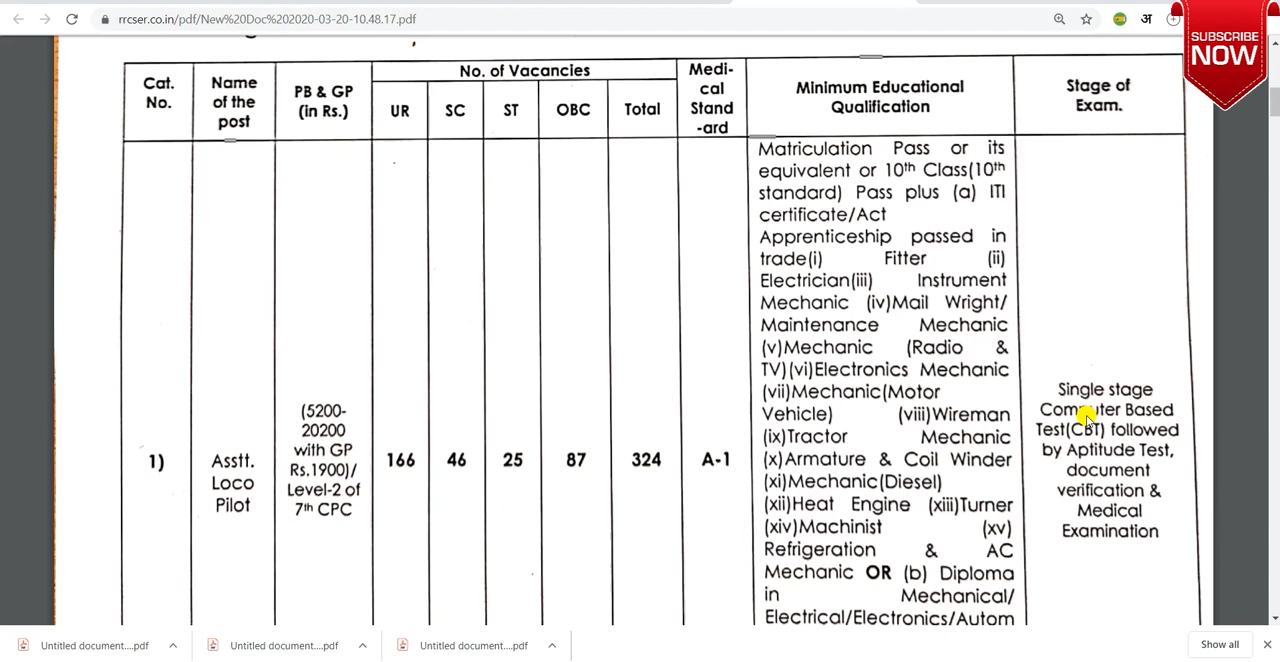 rrcser.co.in/pdf/New%20Doc%202020-03-20-10.48.17.pdf
अ
SUBSCRIBE
NOW
Cat.
No.
Name
of the
post
PB & GP
(in Rs.)
No. of Vacancies
UR SC ST OBC Total
Medi-
cal
Stand
-ard
Minimum Educational
Qualification
Stage of
Exam.
1)
Asstt.
Loco
Pilot
(5200-
20200
with GP
Rs.1900)/
Level-2 of
7th CPC
166 46 25 87 324 A-1
Matriculation Pass or its
equivalent or 10th Class(10th
standard) Pass plus (a) ITI
certificate/Act
Apprenticeship passed in
trade(i) Fitter (ii)
Electrician(iii) Instrument
Mechanic (iv)Mail Wright/
Maintenance Mechanic
(v)Mechanic (Radio &
TV)(vi)Electronics Mechanic
(vii)Mechanic(Motor
Vehicle) (viii)Wireman
(ix)Tractor Mechanic
(x)Armature & Coil Winder
(xi)Mechanic(Diesel)
(xii)Heat Engine (xiii)Turner
(xiv)Machinist (xv)
Refrigeration & AC
Mechanic OR (b) Diploma
in Mechanical/
Electrical/Electronics/Autom
Single stage
Computer Based
Test(CBT) followed
by Aptitude Test,
document
verification &
Medical
Examination
Untitled document....pdf
Untitled document....pdf
Untitled document....pdf
Show all